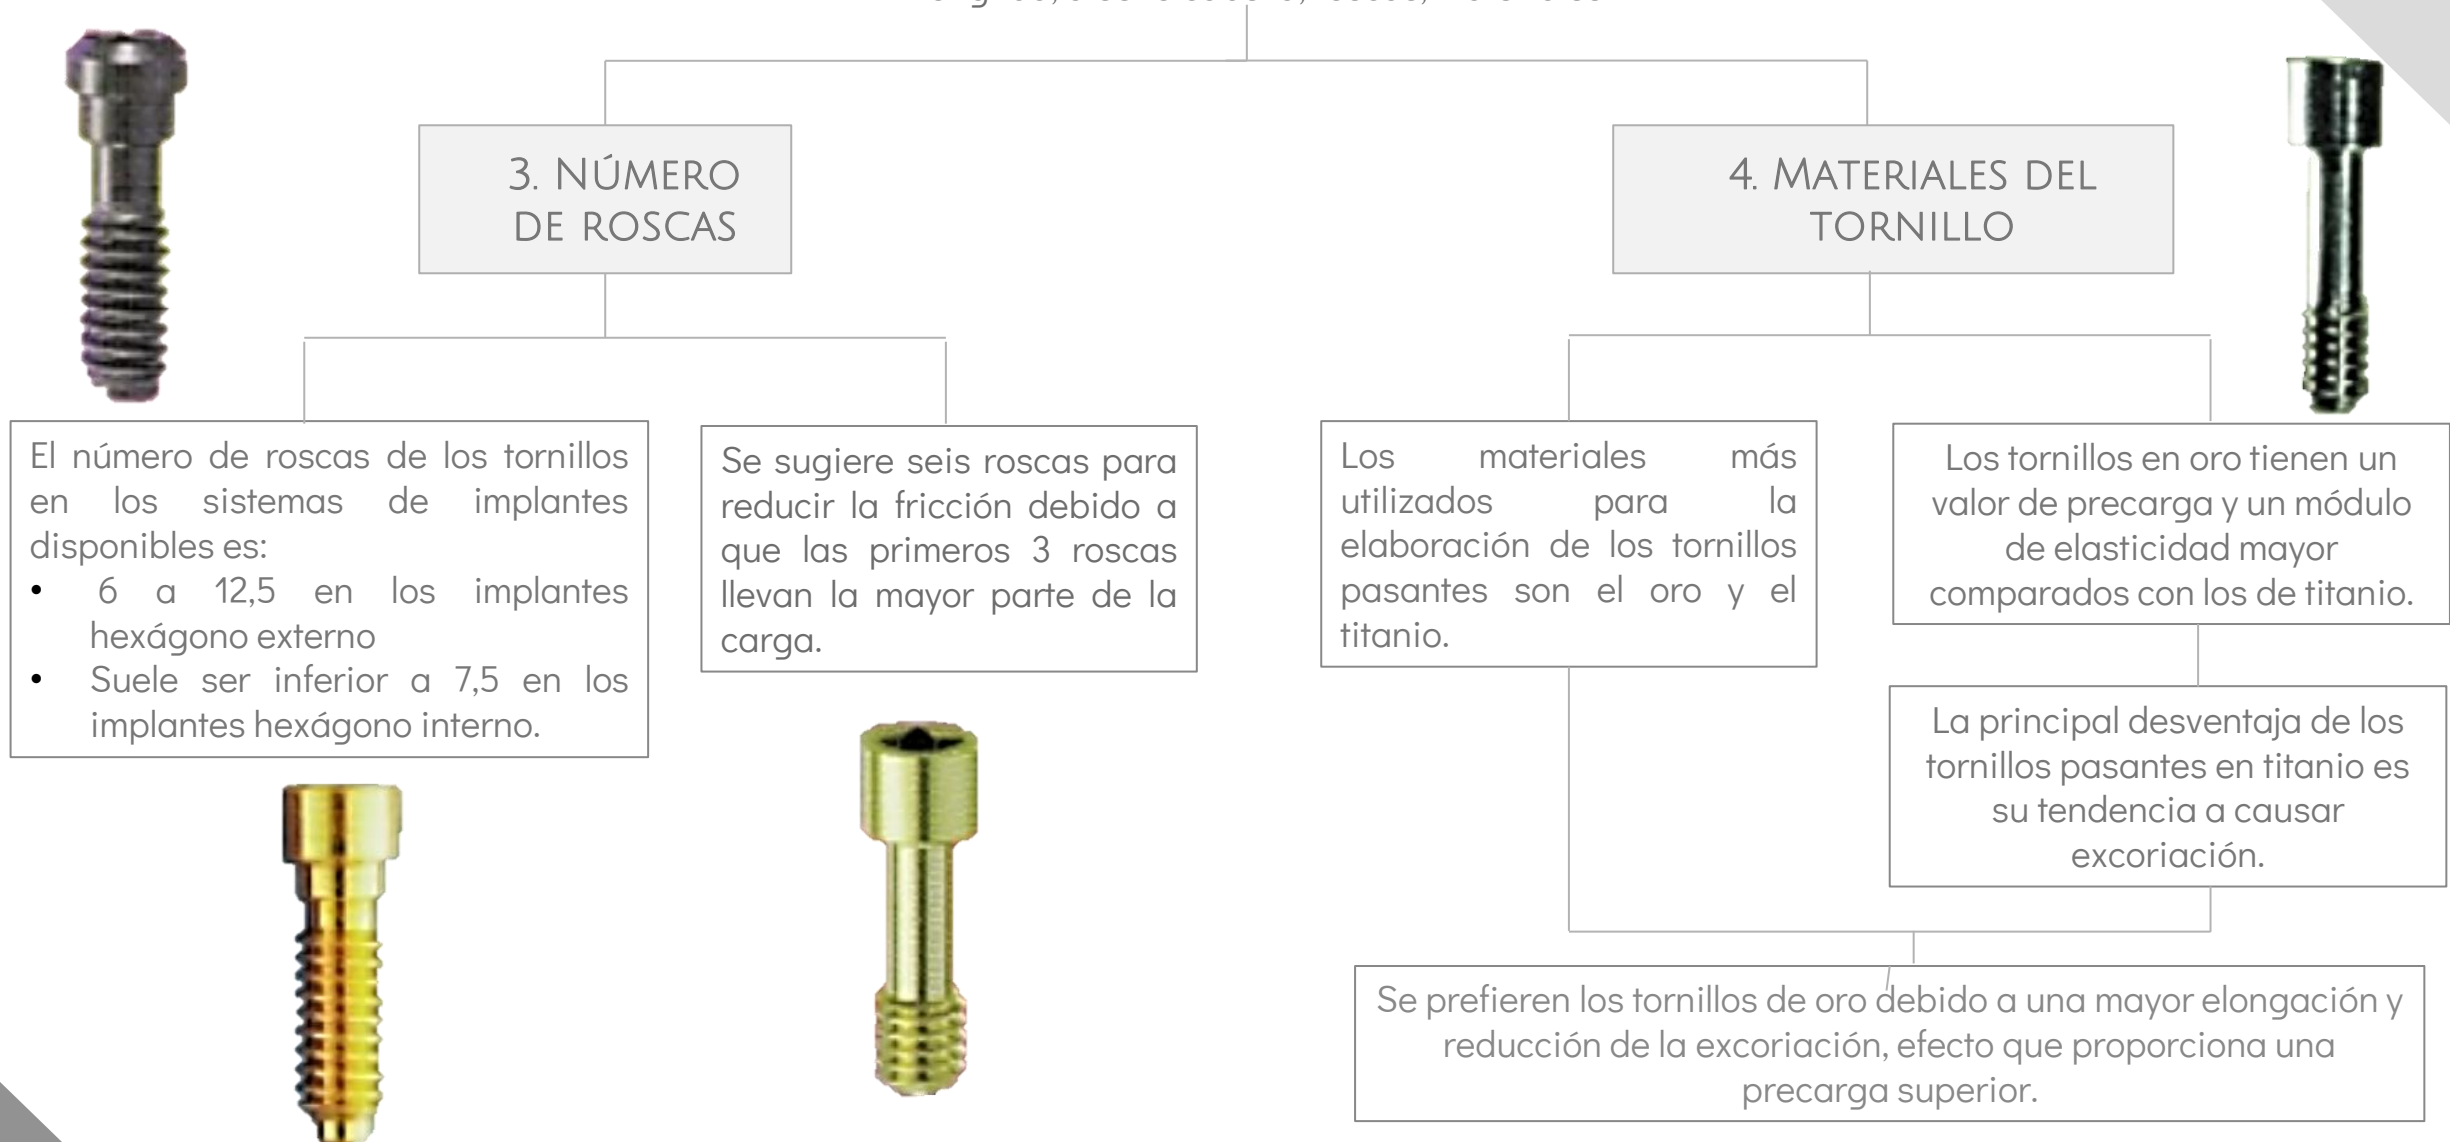 3. NÚMERO
DE ROSCAS
4. MATERIALES DEL
TORNILLO
El número de roscas de los tornillos
en los sistemas de implantes
disponibles es:
• 6 a 12,5 en los implantes
hexágono externo
• Suele ser inferior a 7,5 en los
implantes hexágono interno.
Se sugiere seis roscas para
reducir la fricción debido a
que las primeros 3 roscas
llevan la mayor parte de la
carga.
Los materiales más
utilizados para la
elaboración de los tornillos
pasantes son el oro y el
titanio.
Los tornillos en oro tienen un
valor de precarga y un módulo
de elasticidad mayor
comparados con los de titanio.
La principal desventaja de los
tornillos pasantes en titanio es
su tendencia a causar
excoriación.
Se prefieren los tornillos de oro debido a una mayor elongación y
reducción de la excoriación, efecto que proporciona una
precarga superior.